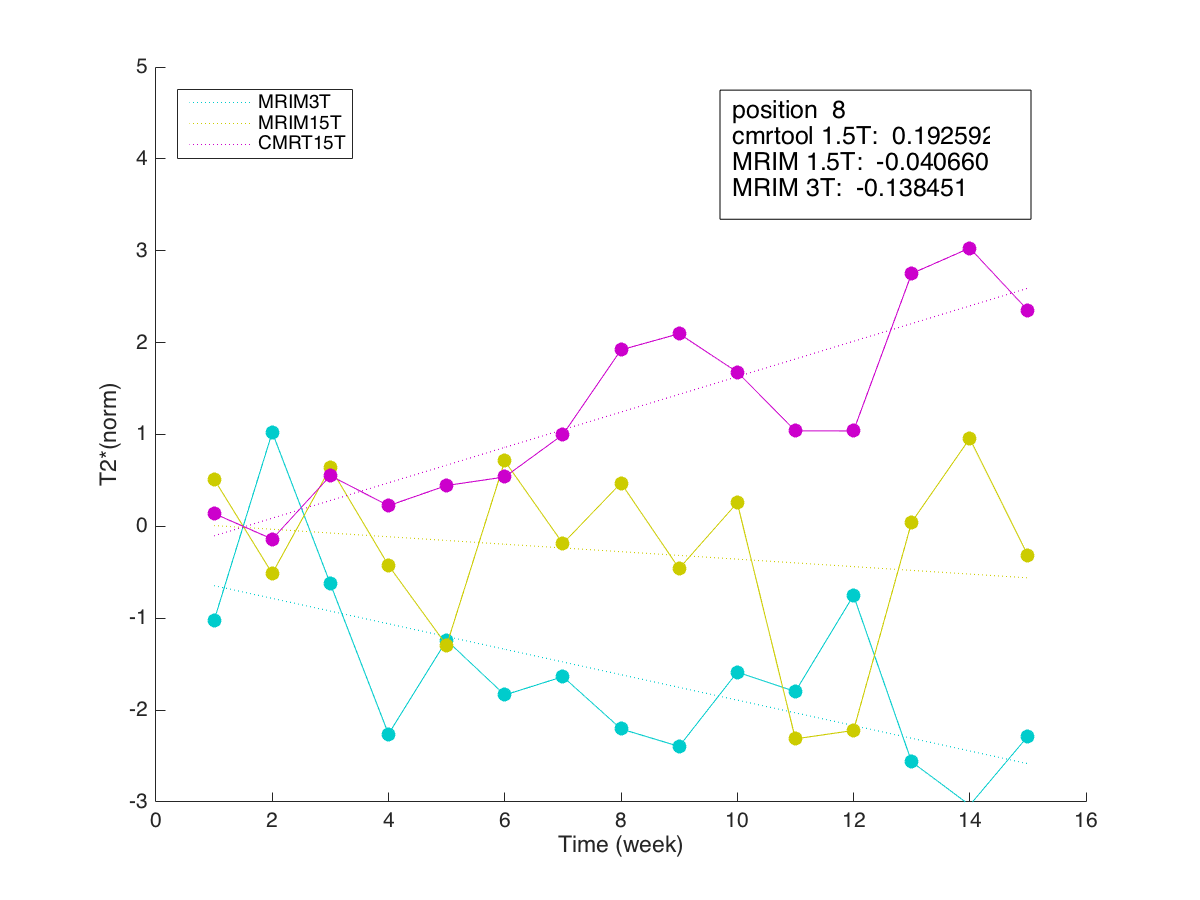 5
4
3
2
1
0
-1
-2
-3
T2*(norm)
MRIM3T
MRIM15T
CMRT15T
position 8
cmrtool 1.5T: 0.192592
MRIM 1.5T: -0.040660
MRIM 3T: -0.138451
0 2 4 6 8 10 12 14 16
Time (week)